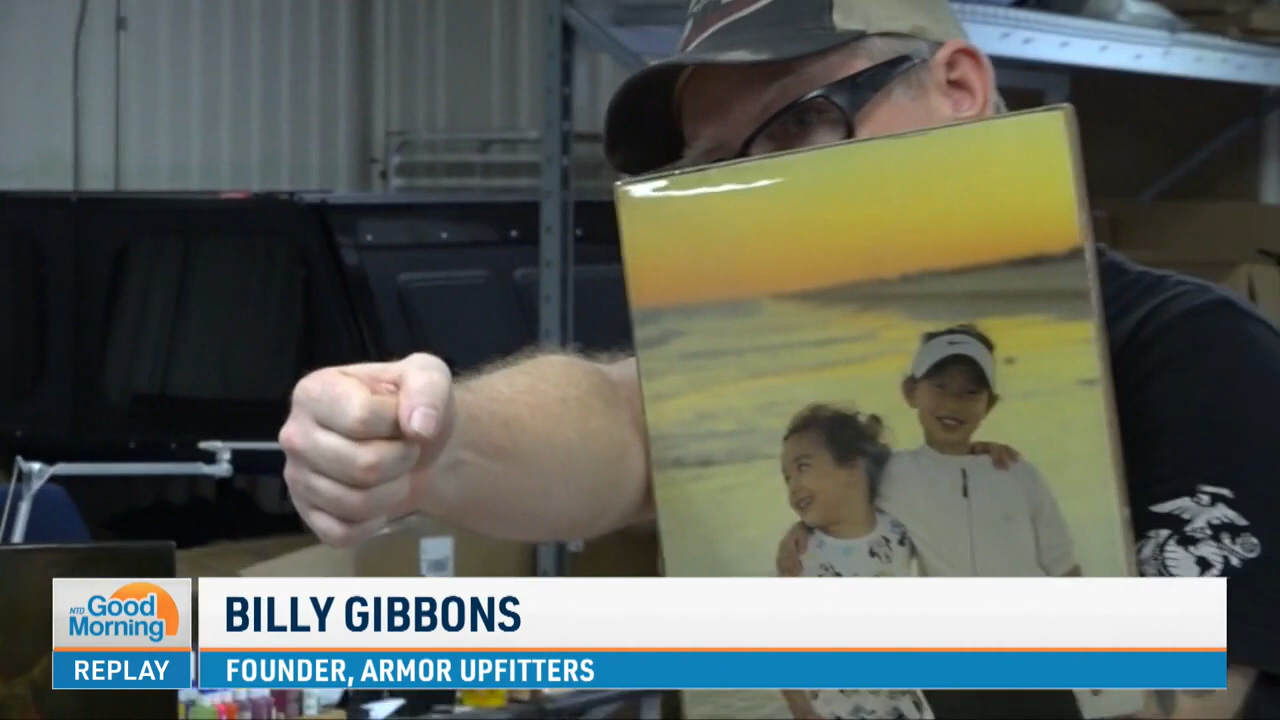 NTD
Good
Morning
REPLAY
BILLY GIBBONS
FOUNDER, ARMOR UPFITTERS